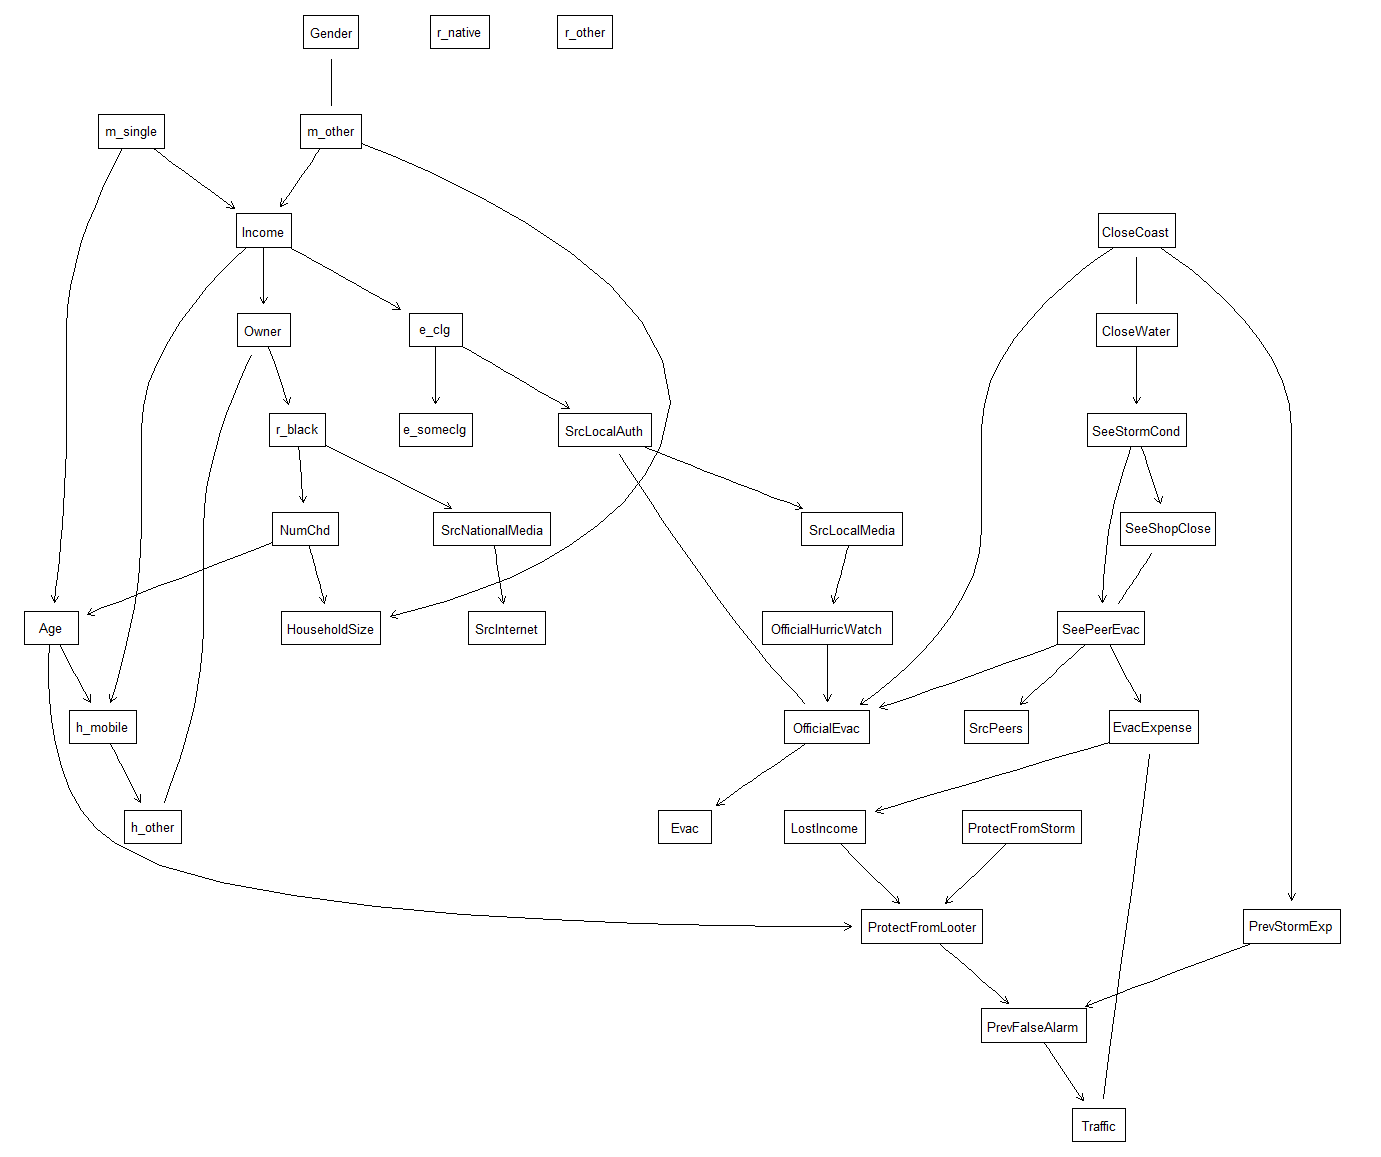 Gender
r_native
r_other
m_single
m_other
Income
CloseCoast
Owner
e_clg
CloseWater
r_black
e_someclg
SrcLocalAuth
SeeStormCond
NumChd
SrcNationalMedia
SrcLocalMedia
SeeShopClose
Age
HouseholdSize
SrcInternet
OfficialHurricWatch
SeePeerEvac
h_mobile
OfficialEvac
SrcPeers
EvacExpense
h_other
Evac
LostIncome
ProtectFromStorm
ProtectFromLooter
PrevStormExp
PrevFalseAlarm
Traffic